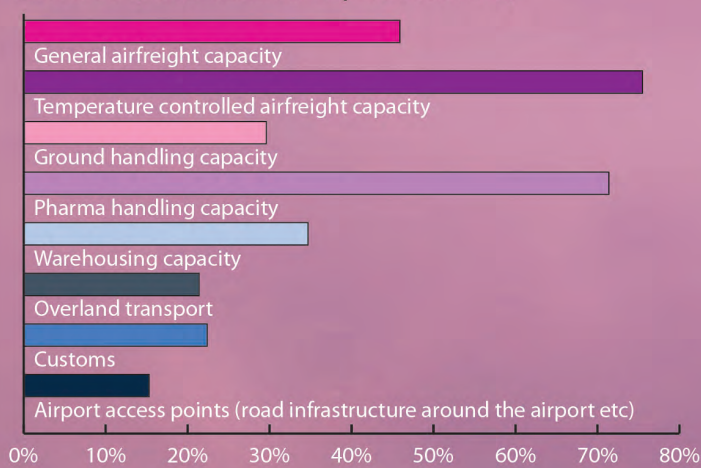 General airfreight capacity
Temperature controlled airfreight capacity
Ground handling capacity
Pharma handling capacity
Warehousing capacity
Overland transport
Customs
Airport access points (road infrastructure around the airport etc)
0% 10% 20% 30% 40% 50% 60% 70% 80%